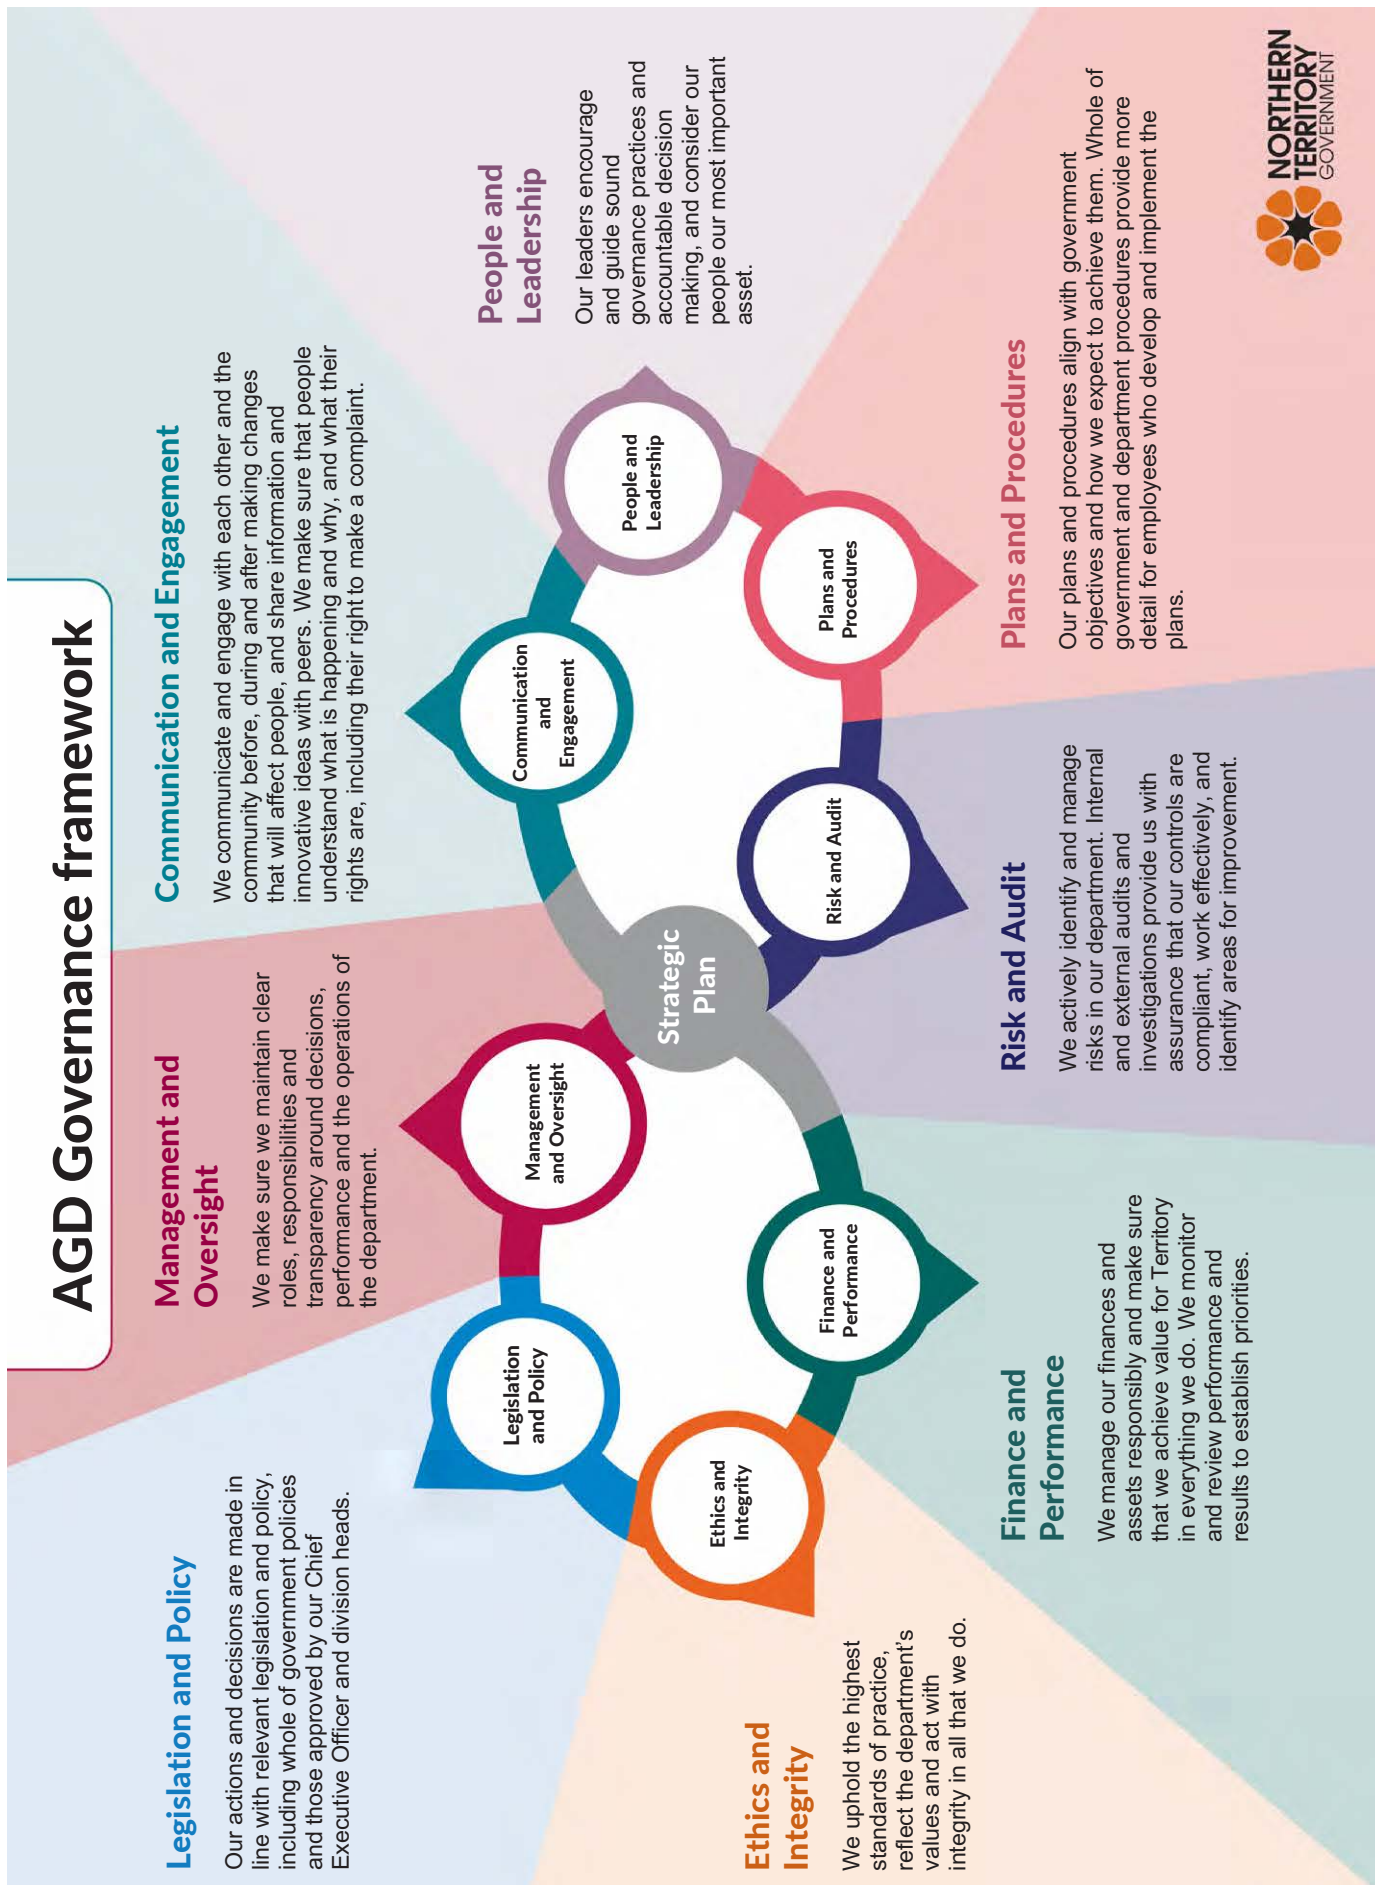 AGD Governance framework
Legislation and Policy
Our actions and decisions are made in
line with relevant legislation and policy,
including whole of government policies
and those approved by our Chief
Executive Officer and division heads.
Management and
Oversight
We make sure we maintain clear
roles, responsibilities and
transparency around decisions,
performance and the operations of
the department.
Communication and Engagement
We communicate and engage with each other and the
community before, during and after making changes
that will affect people, and share information and
innovative ideas with peers. We make sure that people
understand what is happening and why, and what their
rights are, including their right to make a complaint.
People and
Leadership
Our leaders encourage
and guide sound
governance practices and
accountable decision
making, and consider our
people our most important
asset.
Legislation
and Policy
Management
and Oversight
Communication
and
Engagement
People and
Leadership
Strategic
Plan
Ethics and
Integrity
Finance and
Performance
Risk and Audit
Plans and
Procedures
Ethics and
Integrity
We uphold the highest
standards of practice,
reflect the department's
values and act with
integrity in all that we do.
Finance and
Performance
We manage our finances and
assets responsibly and make sure
that we achieve value for Territory
in everything we do. We monitor
and review performance and
results to establish priorities.
Risk and Audit
We actively identify and manage
risks in our department. Internal
and external audits and
investigations provide us with
assurance that our controls are
compliant, work effectively, and
identify areas for improvement.
Plans and Procedures
Our plans and procedures align with government
objectives and how we expect to achieve them. Whole of
government and department procedures provide more
detail for employees who develop and implement the
plans.
NORTHERN
TERRITORY
GOVERNMENT